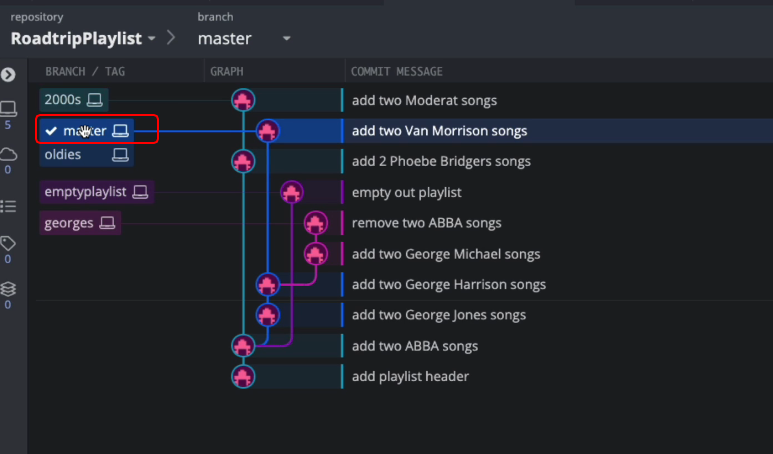 repository
branch
RoadtripPlaylist
master
BRANCH / TAG
GRAPH
COMMIT MESSAGE
2000s
add two Moderat songs
master
add two Van Morrison songs
5
oldies
add 2 Phoebe Bridgers songs
0
emptyplaylist
empty out playlist
georges
remove two ABBA songs
add two George Michael songs
0
add two George Harrison songs
0
add two George Jones songs
add two ABBA songs
add playlist header